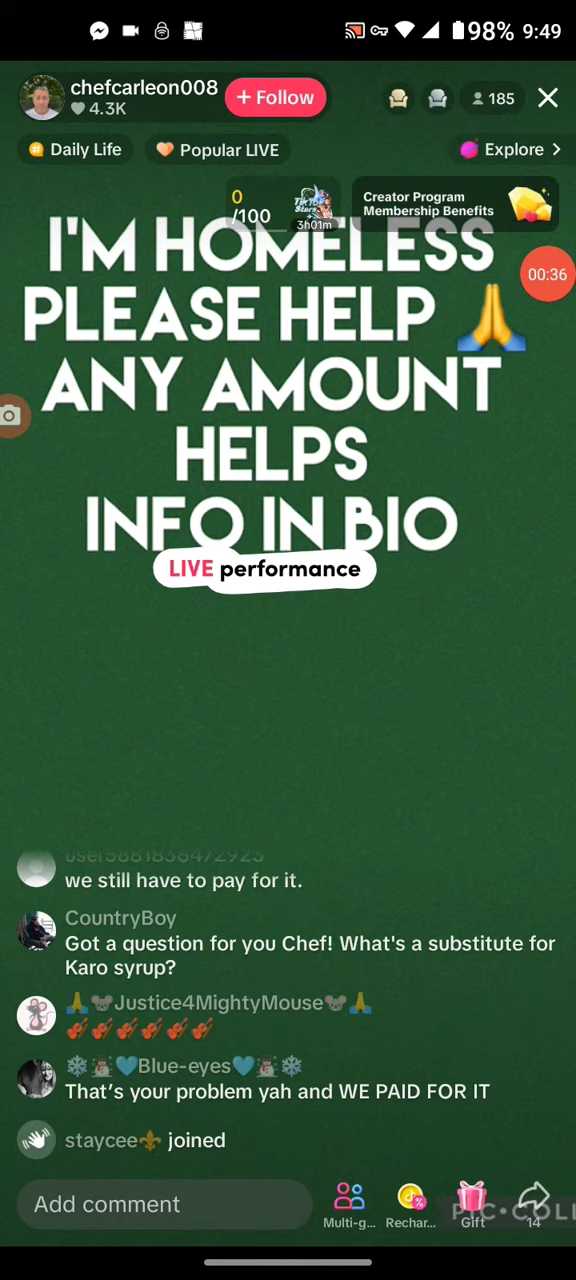 98% 9:49
chefcarleon008
4.3K
+ Follow
185
Daily Life
Popular LIVE
Explore >
0
/100
TikTok
Stars
3h01m
Creator Program
Membership Benefits
00:36
I'M HOMELESS
PLEASE HELP 🙏
ANY AMOUNT
HELPS
INFO IN BIO
LIVE performance
user5881858472923
we still have to pay for it.
CountryBoy
Got a question for you Chef! What's a substitute for
Karo syrup?
🙏🐭Justice4MightyMouse🐭🙏
🎻🎻🎻🎻🎻🎻
❄️☃️🩵Blue-eyes🩵☃️❄️
That's your problem yah and WE PAID FOR IT
staycee⚜️ joined
Add comment
Multi-g...
Rechar...
Gift
14
PIC•COLL